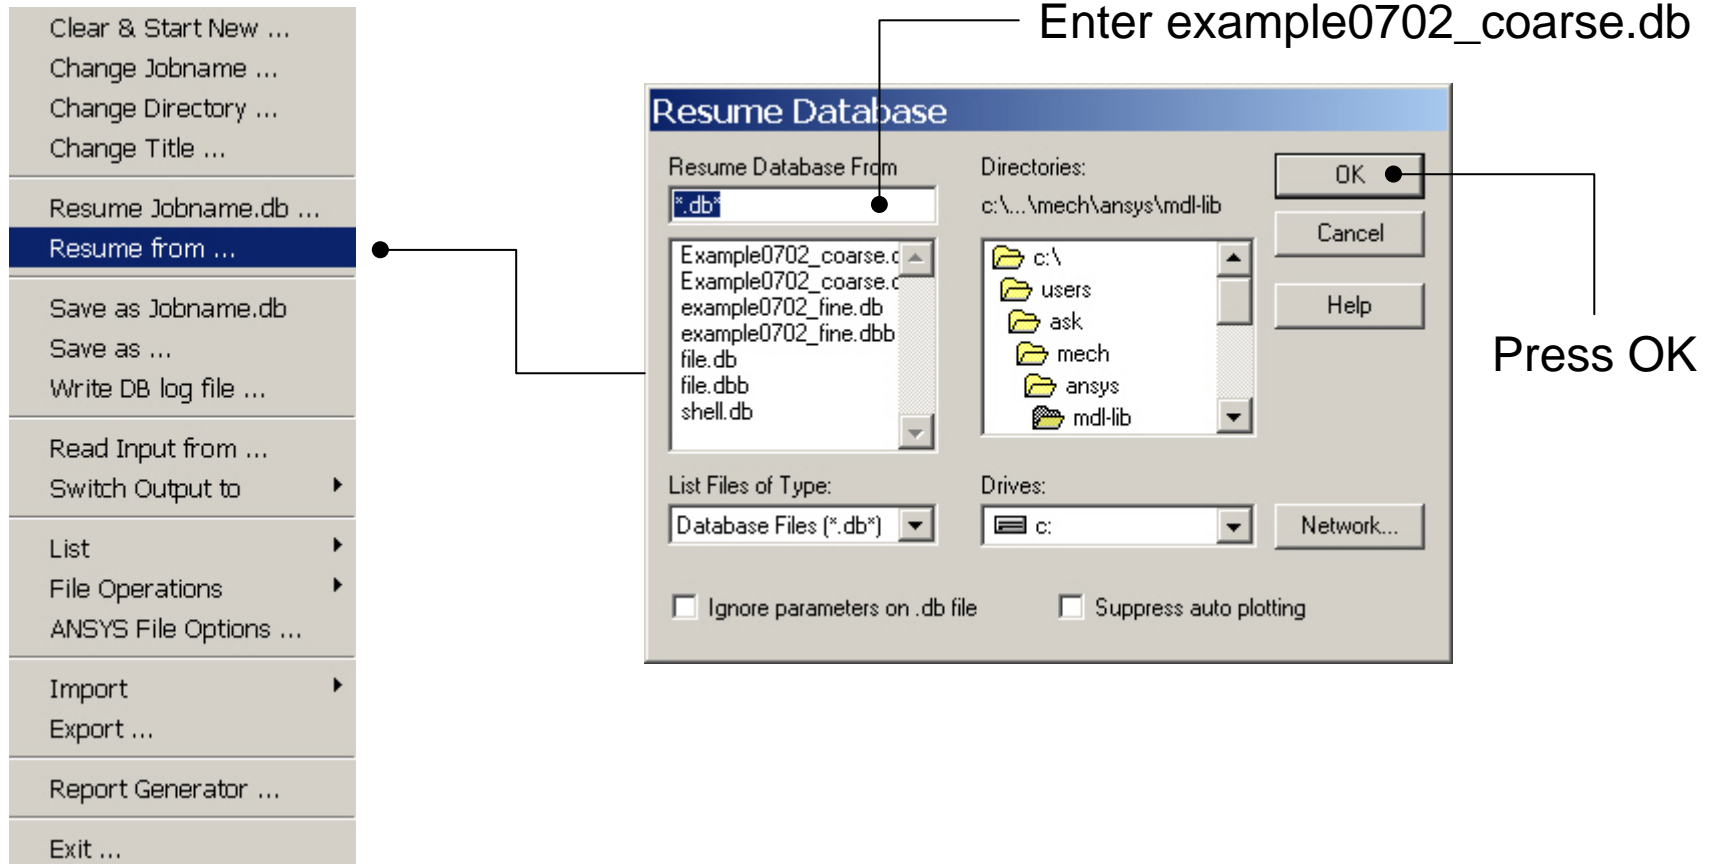 Clear & Start New ...
Change Jobname ...
Change Directory ...
Change Title ...
Resume Jobname.db ...
Resume from ...
Save as Jobname.db
Save as ...
Write DB log file ...
Read Input from ...
Switch Output to
List
File Operations
ANSYS File Options ...
Import
Export ...
Report Generator ...
Exit ...
Enter example0702_coarse.db
Resume Database
Resume Database From
*.db*
Example0702_coarse.c
Example0702_coarse.c
example0702_fine.db
example0702_fine.dbb
file.db
file.dbb
shell.db
List Files of Type:
Database Files (*.db*)
Directories:
c:\...\mech\ansys\mdl-lib
c:\
users
ask
mech
ansys
mdl-lib
Drives:
c:
OK
Cancel
Help
Network...
Ignore parameters on .db file
Suppress auto plotting
Press OK